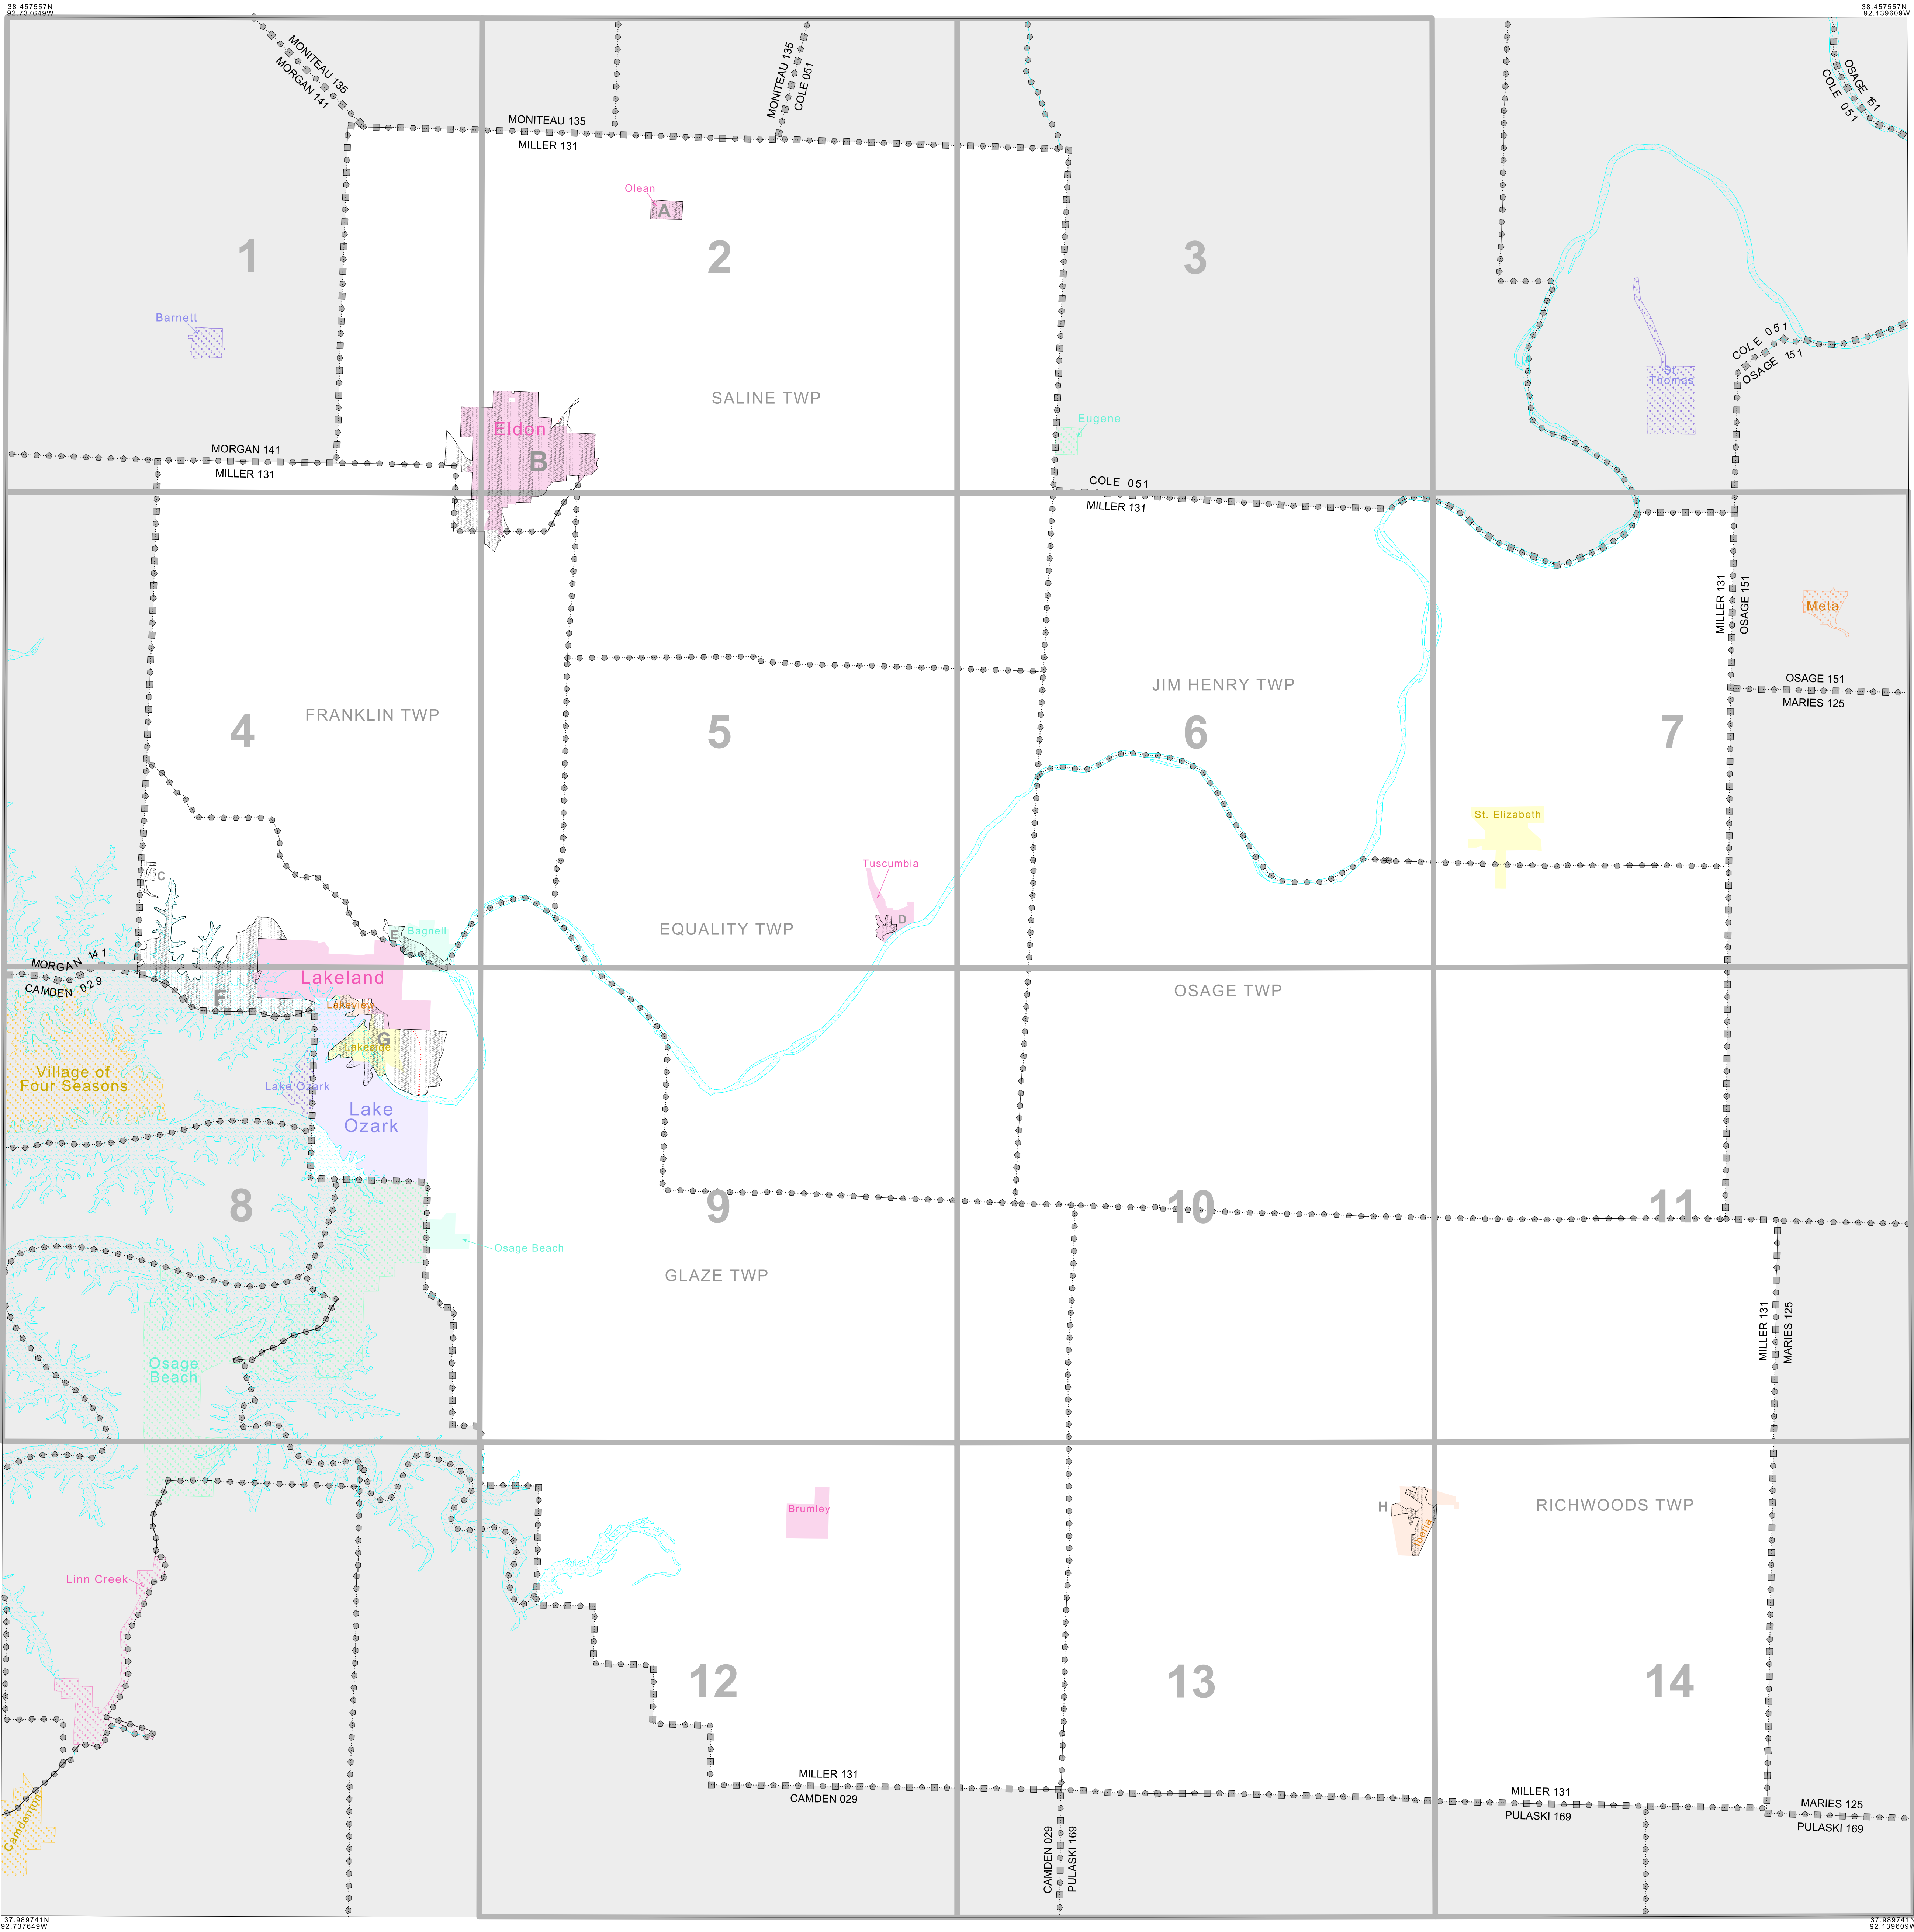 38.457557N
92.737649W
38.457557N
92.139609W
MONITEAU 135
MORGAN 141
MONITEAU 135
COLE 051
OSAGE 151
COLE 051
MONITEAU 135
MILLER 131
Olean
A
1
2
3
Barnett
COLE 051
OSAGE 151
St
Thomas
SALINE TWP
Eugene
Eldon
B
MORGAN 141
MILLER 131
COLE 051
MILLER 131
MILLER 131
OSAGE 151
Meta
OSAGE 151
MARIES 125
JIM HENRY TWP
FRANKLIN TWP
4
5
6
7
St. Elizabeth
Tuscumbia
C
D
E
Bagnell
EQUALITY TWP
MORGAN 141
CAMDEN 029
Lakeland
F
Lakeview
G
Lakeside
OSAGE TWP
Village of
Four Seasons
Lake Ozark
Lake
Ozark
8
9
10
11
Osage Beach
GLAZE TWP
MILLER 131
MARIES 125
Osage
Beach
Brumley
H
Iberia
RICHWOODS TWP
Linn Creek
12
13
14
MILLER 131
CAMDEN 029
MILLER 131
PULASKI 169
MARIES 125
PULASKI 169
Camdenton
CAMDEN 029
PULASKI 169
37.989741N
92.737649W
37.989741N
92.139609W